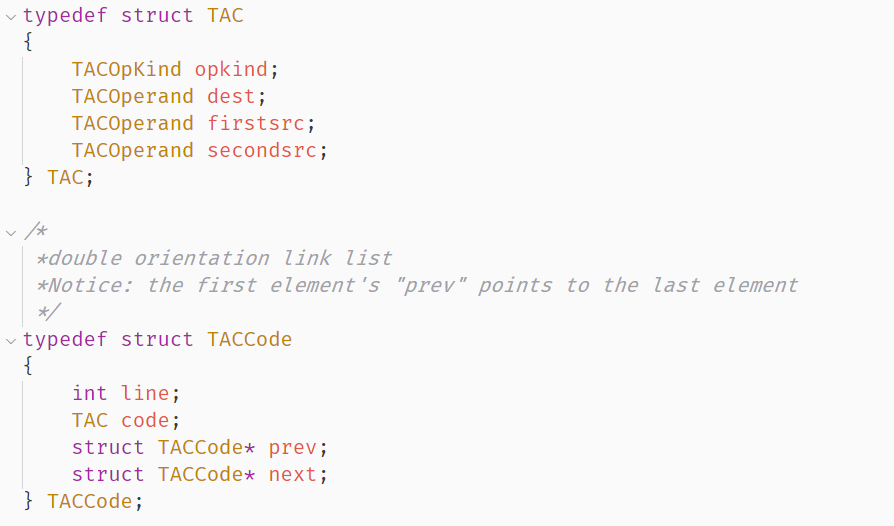 typedef struct TAC
{
    TACOpKind opkind;
    TACOperand dest;
    TACOperand firstsrc;
    TACOperand secondsrc;
} TAC;
/*
 *double orientation link list
 *Notice: the first element's "prev" points to the last element
 */
typedef struct TACCode
{
    int line;
    TAC code;
    struct TACCode* prev;
    struct TACCode* next;
} TACCode;